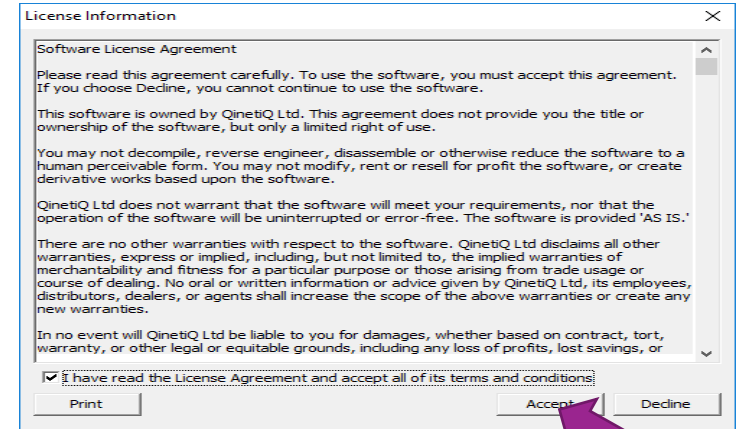 License Information
Software License Agreement
Please read this agreement carefully. To use the software, you must accept this agreement.
If you choose Decline, you cannot continue to use the software.
This software is owned by QinetiQ Ltd. This agreement does not provide you the title or
ownership of the software, but only a limited right of use.
You may not decompile, reverse engineer, disassemble or otherwise reduce the software to a
human perceivable form. You may not modify, rent or resell for profit the software, or create
derivative works based upon the software.
QinetiQ Ltd does not warrant that the software will meet your requirements, nor that the
operation of the software will be uninterrupted or error-free. The software is provided 'AS IS.'
There are no other warranties with respect to the software. QinetiQ Ltd disclaims all other
warranties, express or implied, including, but not limited to, the implied warranties of
merchantability and fitness for a particular purpose or those arising from trade usage or
course of dealing. No oral or written information or advice given by QinetiQ Ltd, its employees,
distributors, dealers, or agents shall increase the scope of the above warranties or create any
new warranties.
In no event will QinetiQ Ltd be liable to you for damages, whether based on contract, tort,
warranty, or other legal or equitable grounds, including any loss of profits, lost savings, or
I have read the License Agreement and accept all of its terms and conditions
Print Accept Decline